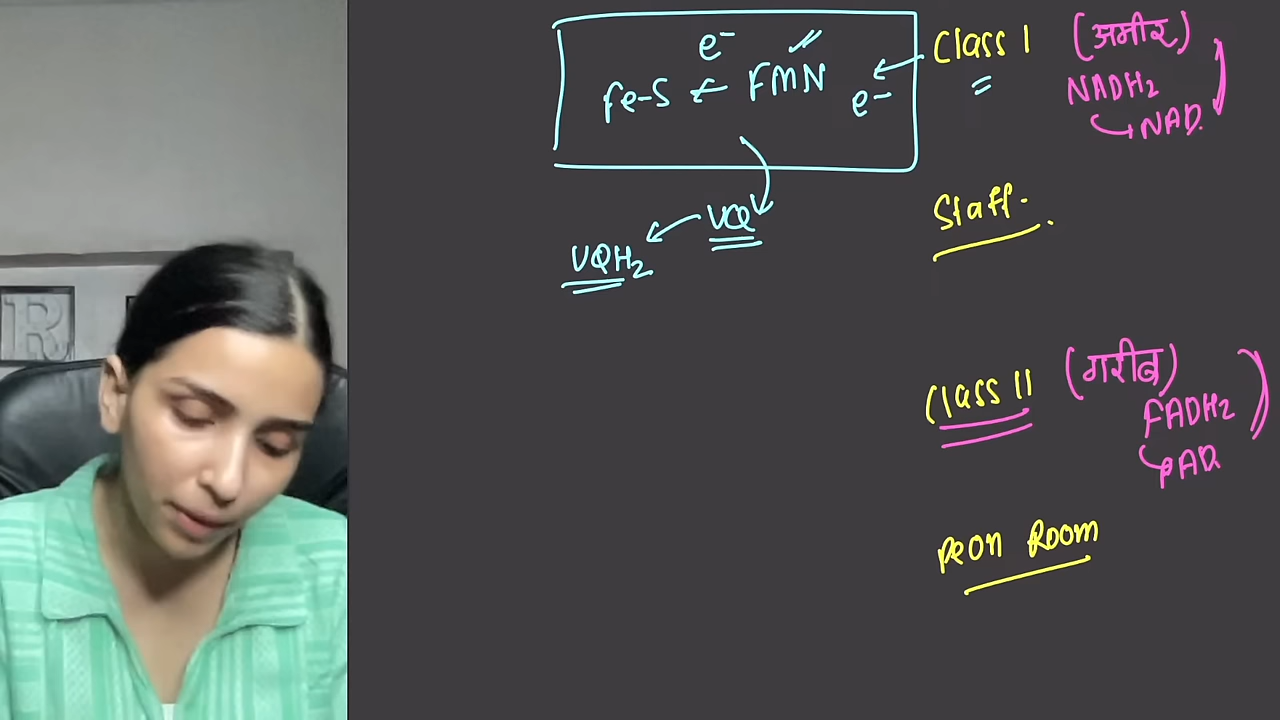 Class I (अमीर)
e⁻
Fe-S ← FMN
e⁻
NADH₂
→ NAD
UQ
UQH₂
Staff.
Class II (गरीब)
FADH₂
→ FAD
Peon Room
R